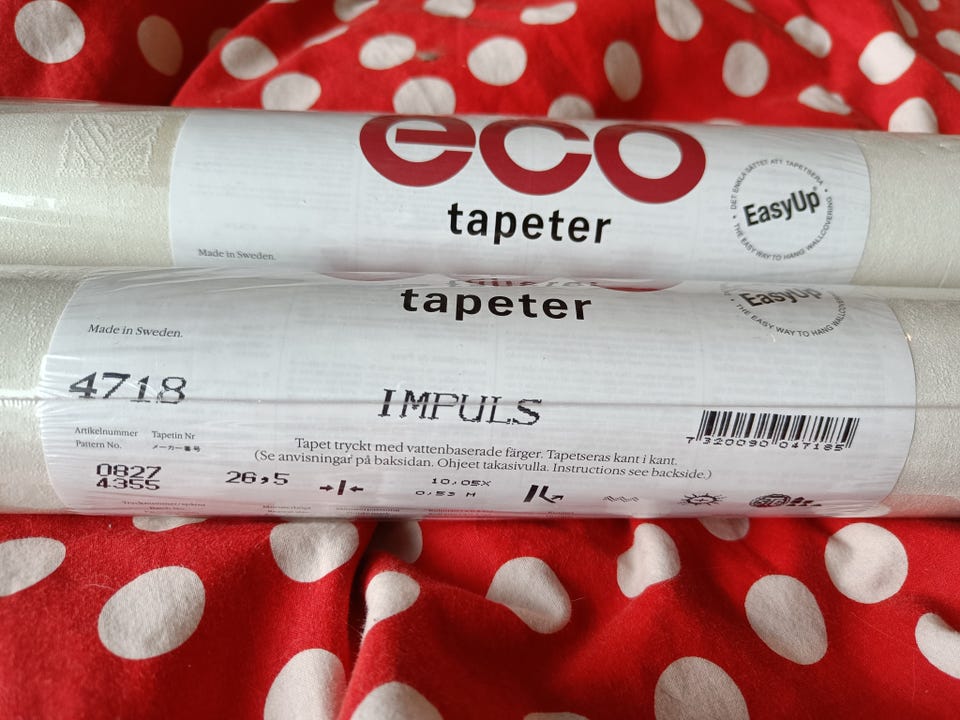 eco
tapeter
Made in Sweden.
DET ENKLA SÄTTET ATT TAPETSERA
EasyUp®
THE EASY WAY TO HANG WALLCOVERING
tapeter
EasyUp
THE EASY WAY TO HANG WALLCOVERING
Made in Sweden.
4718
IMPULS
Artikelnummer Tapetin Nr
Pattern No. メーカー番号
7 320090 047185
Tapet tryckt med vattenbaserade färger. Tapetseras kant i kant.
(Se anvisningar på baksidan. Ohjeet takasivulla. Instructions see backside.)
0827
4355
26,5
10,05X
0,53 M